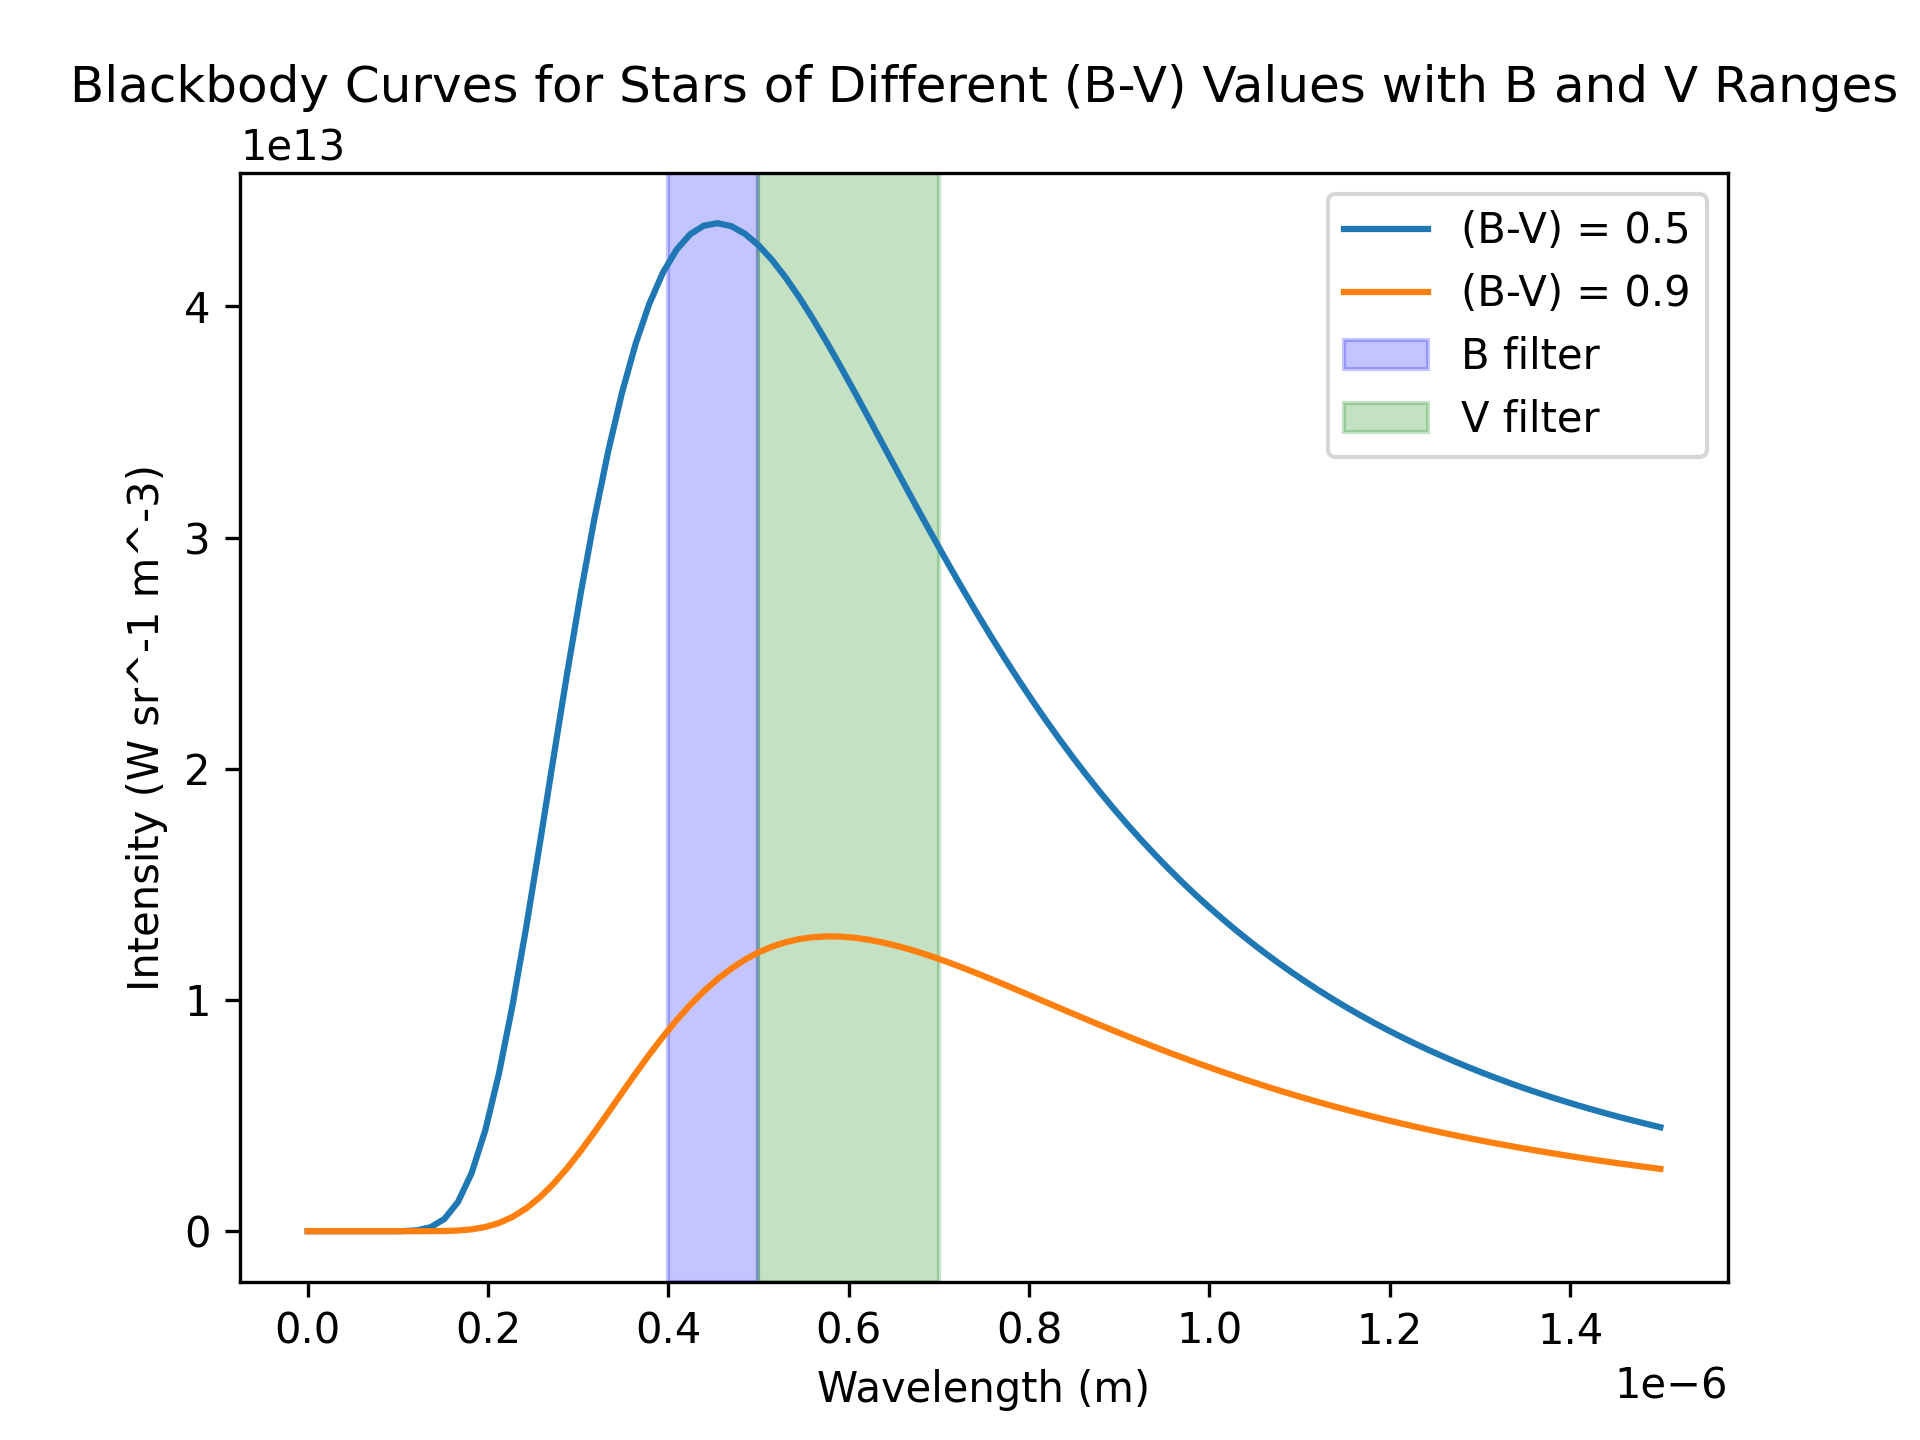 Blackbody Curves for Stars of Different (B-V) Values with B and V Ranges
1e13
(B-V) = 0.5
(B-V) = 0.9
B filter
V filter
4
3
2
1
0
Intensity (W sr^-1 m^-3)
0.0 0.2 0.4 0.6 0.8 1.0 1.2 1.4
Wavelength (m)
1e−6